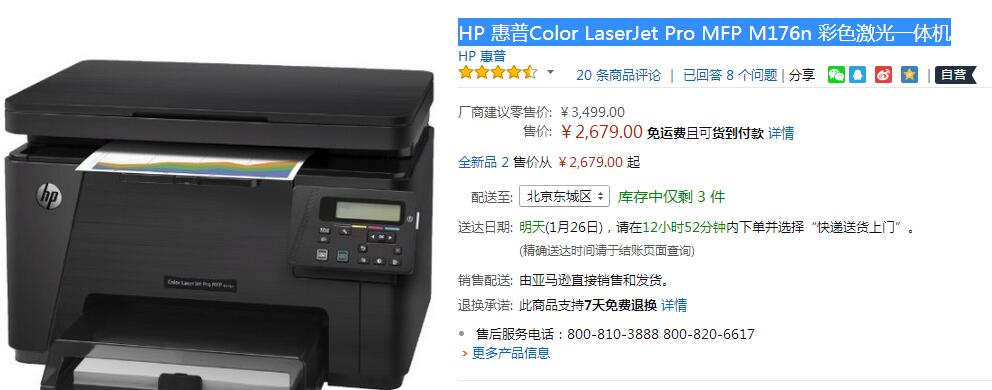 HP 惠普Color LaserJet Pro MFP M176n 彩色激光一体机
HP 惠普
20 条商品评论 | 已回答 8 个问题 | 分享 | 自营
厂商建议零售价: ￥3,499.00
售价: ￥2,679.00 免运费且可货到付款 详情
全新品 2 售价从 ￥2,679.00 起
配送至: 北京东城区 库存中仅剩 3 件
送达日期: 明天(1月26日)，请在12小时52分钟内下单并选择“快递送货上门”。
(精确送达时间请于结账页面查询)
销售配送: 由亚马逊直接销售和发货。
退换承诺: 此商品支持7天免费退换 详情
售后服务电话：800-810-3888 800-820-6617
更多产品信息
hp
Color LaserJet Pro MFP